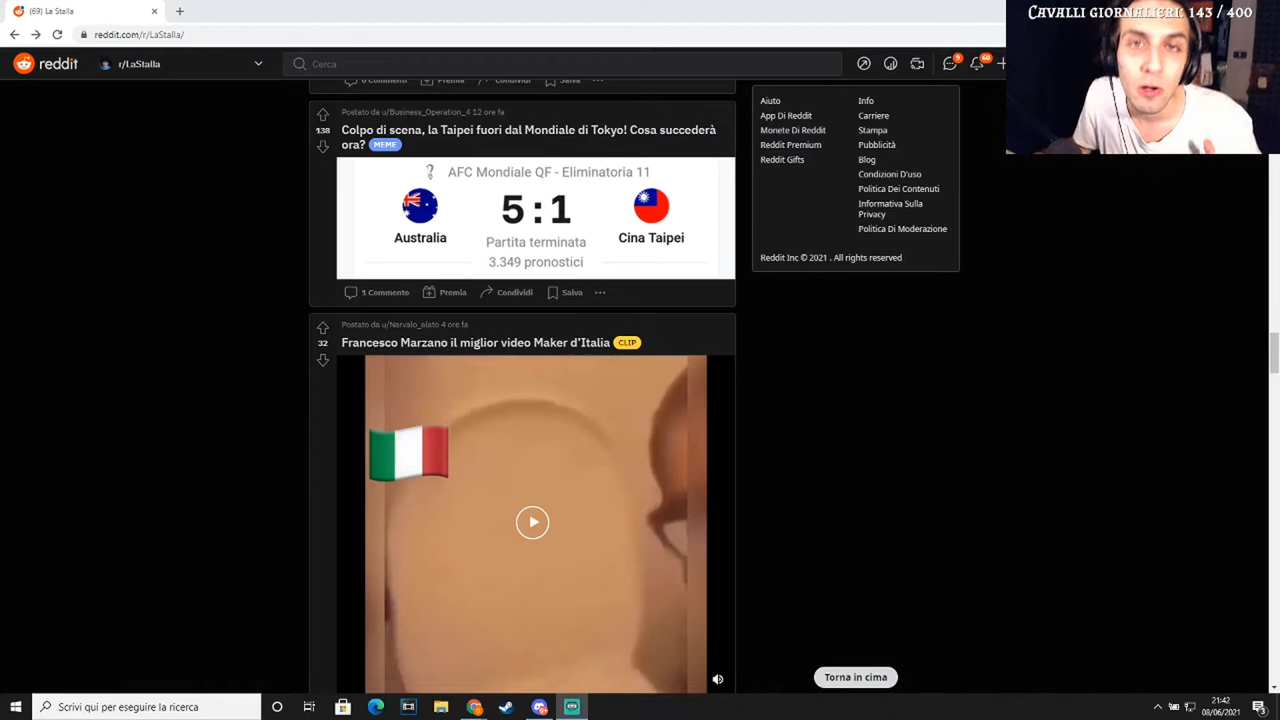 (69) La Stalla
CAVALLI GIORNALIERI: 143 / 400
reddit.com/r/LaStalla/
reddit
r/LaStalla
Cerca
9
60
0 Commenti
Premia
Condividi
Salva
Postato da u/Business_Operation_4 12 ore fa
138
Colpo di scena, la Taipei fuori dal Mondiale di Tokyo! Cosa succederà
ora? MEME
AFC Mondiale QF - Eliminatoria 11
5 : 1
Australia
Cina Taipei
Partita terminata
3.349 pronostici
1 Commento
Premia
Condividi
Salva
Postato da u/Narvalo_alato 4 ore fa
32
Francesco Marzano il miglior video Maker d'Italia CLIP
Aiuto
App Di Reddit
Monete Di Reddit
Reddit Premium
Reddit Gifts
Info
Carriere
Stampa
Pubblicità
Blog
Condizioni D'uso
Politica Dei Contenuti
Informativa Sulla
Privacy
Politica Di Moderazione
Reddit Inc © 2021 . All rights reserved
Torna in cima
Scrivi qui per eseguire la ricerca
21:42
08/06/2021
3